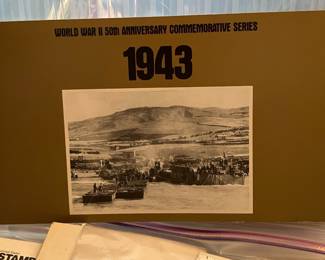 WORLD WAR II 50th ANNIVERSARY COMMEMORATIVE SERIES
1943
STAMP